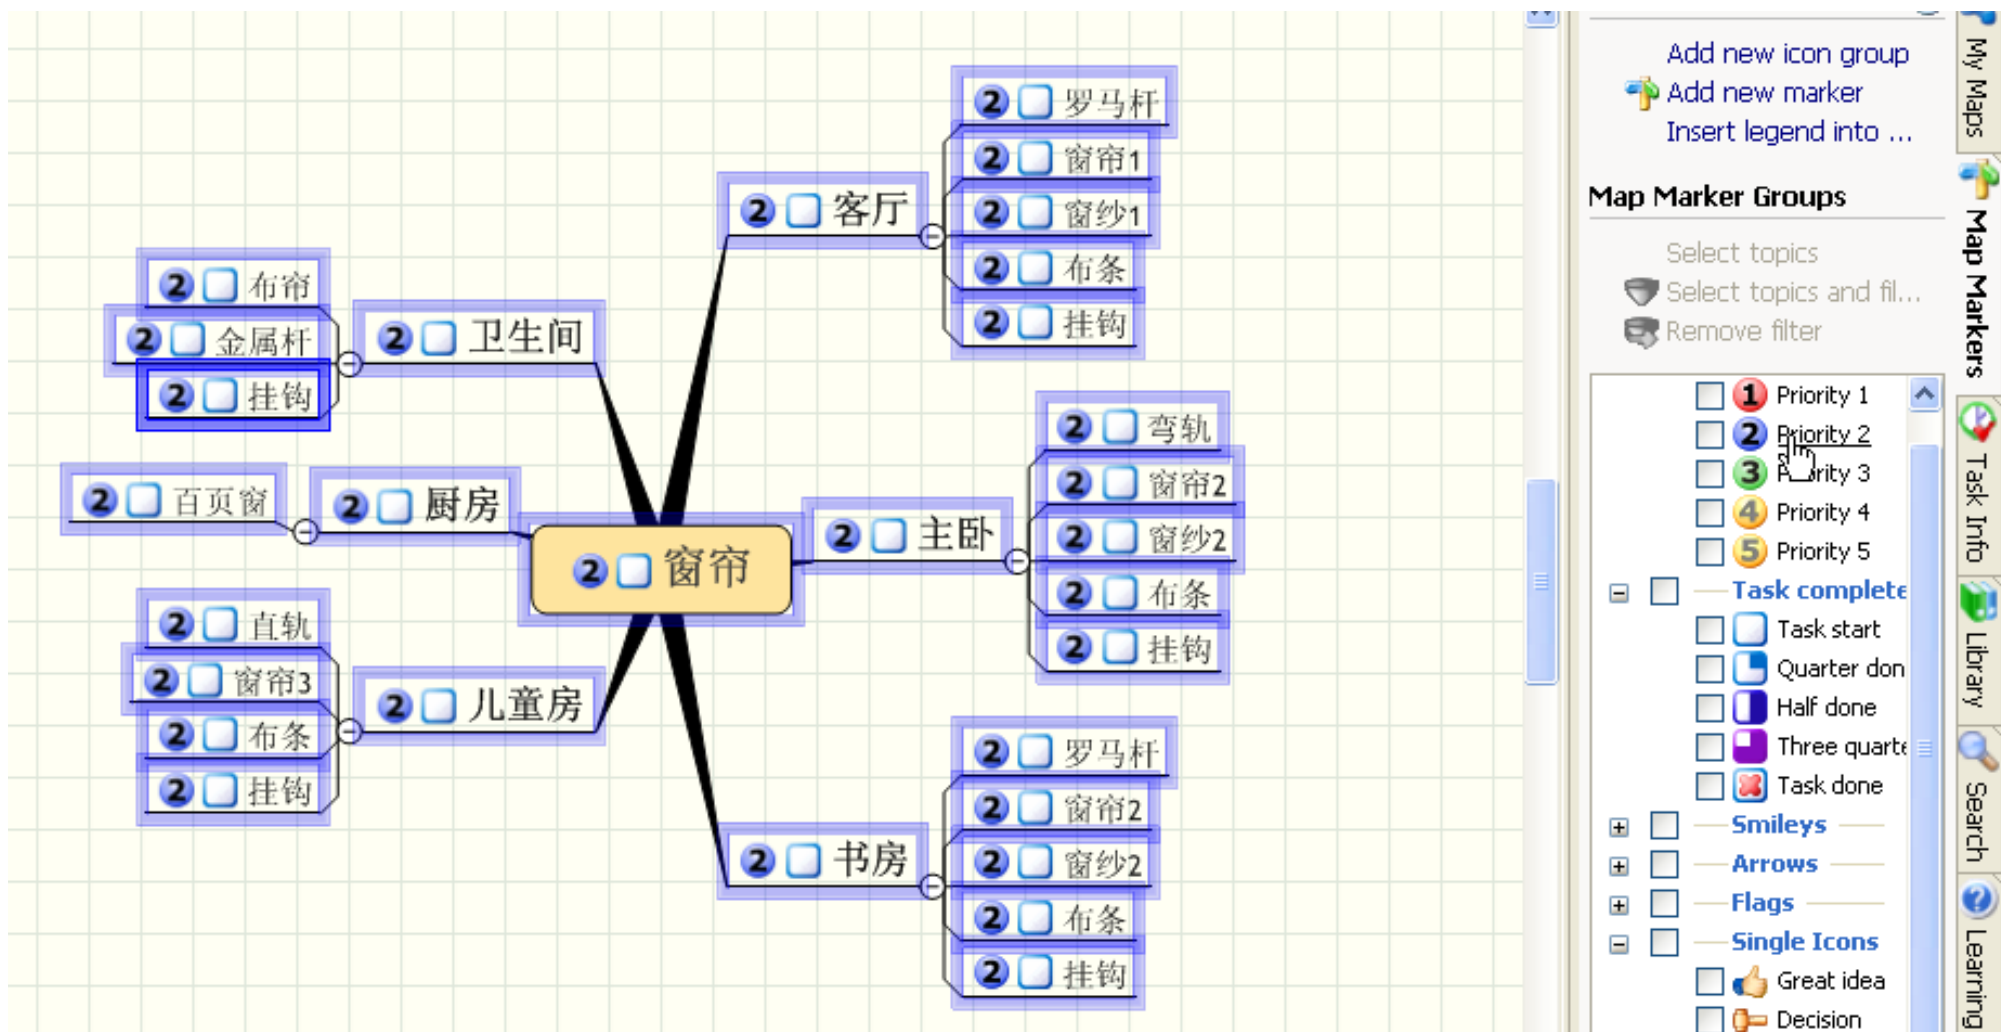 罗马杆
窗帘1
客厅
窗纱1
布条
挂钩
布帘
卫生间
金属杆
挂钩
弯轨
窗帘2
百页窗
厨房
主卧
窗纱2
窗帘
布条
挂钩
直轨
窗帘3
儿童房
布条
挂钩
罗马杆
窗帘2
书房
窗纱2
布条
挂钩
Add new icon group
Add new marker
Insert legend into ...
Map Marker Groups
Select topics
Select topics and fil...
Remove filter
1 Priority 1
2 Priority 2
3 Priority 3
4 Priority 4
5 Priority 5
Task complete
Task start
Quarter don
Half done
Three quarte
Task done
Smileys
Arrows
Flags
Single Icons
Great idea
Decision
My Maps
Map Markers
Task Info
Library
Search
Learning